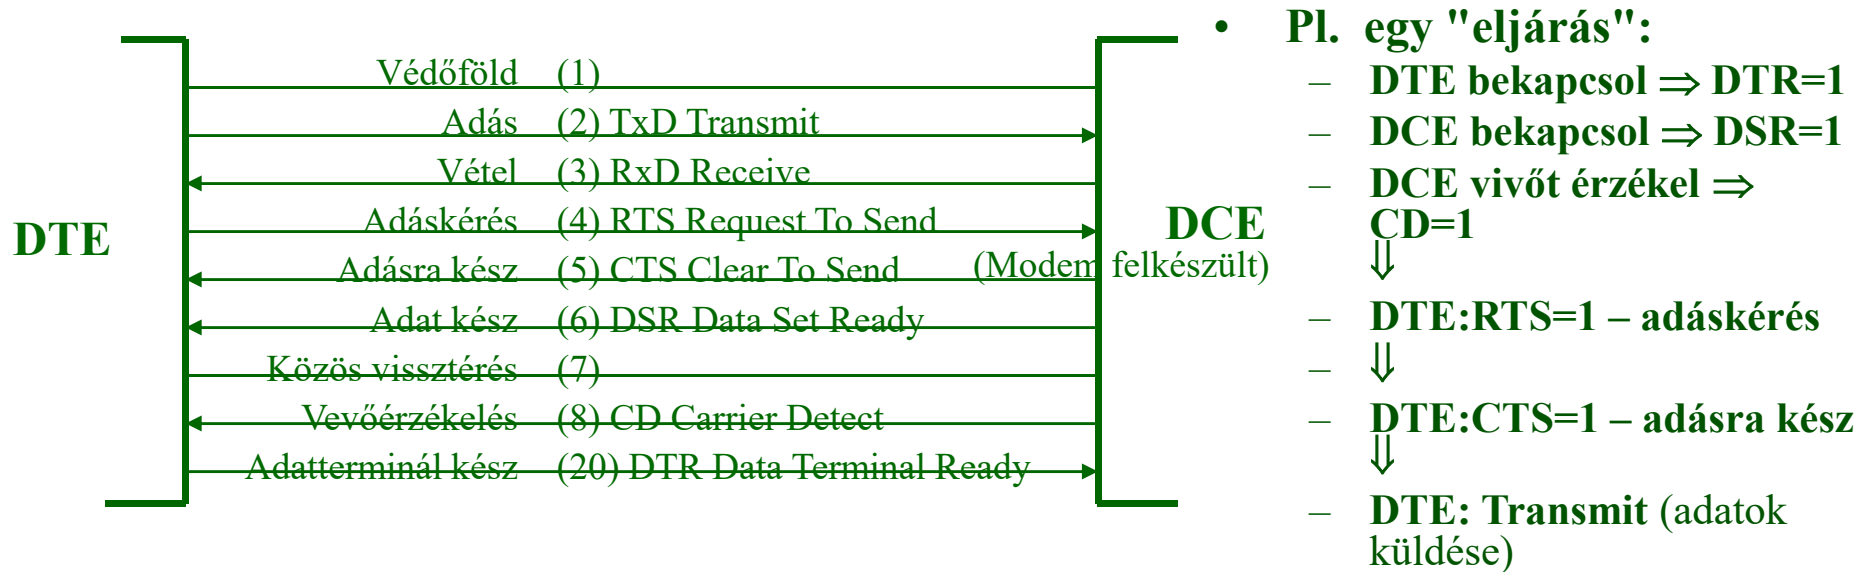 DTE
Védőföld (1)
Adás (2) TxD Transmit
Vétel (3) RxD Receive
Adáskérés (4) RTS Request To Send
Adásra kész (5) CTS Clear To Send
Adat kész (6) DSR Data Set Ready
Közös vissztérés (7)
Vevőérzékelés (8) CD Carrier Detect
Adatterminál kész (20) DTR Data Terminal Ready
DCE
(Modem felkészült)
• Pl. egy "eljárás":
– DTE bekapcsol ⇒ DTR=1
– DCE bekapcsol ⇒ DSR=1
– DCE vivőt érzékel ⇒
CD=1
⇓
– DTE:RTS=1 – adáskérés
– ⇓
– DTE:CTS=1 – adásra kész
⇓
– DTE: Transmit (adatok
küldése)